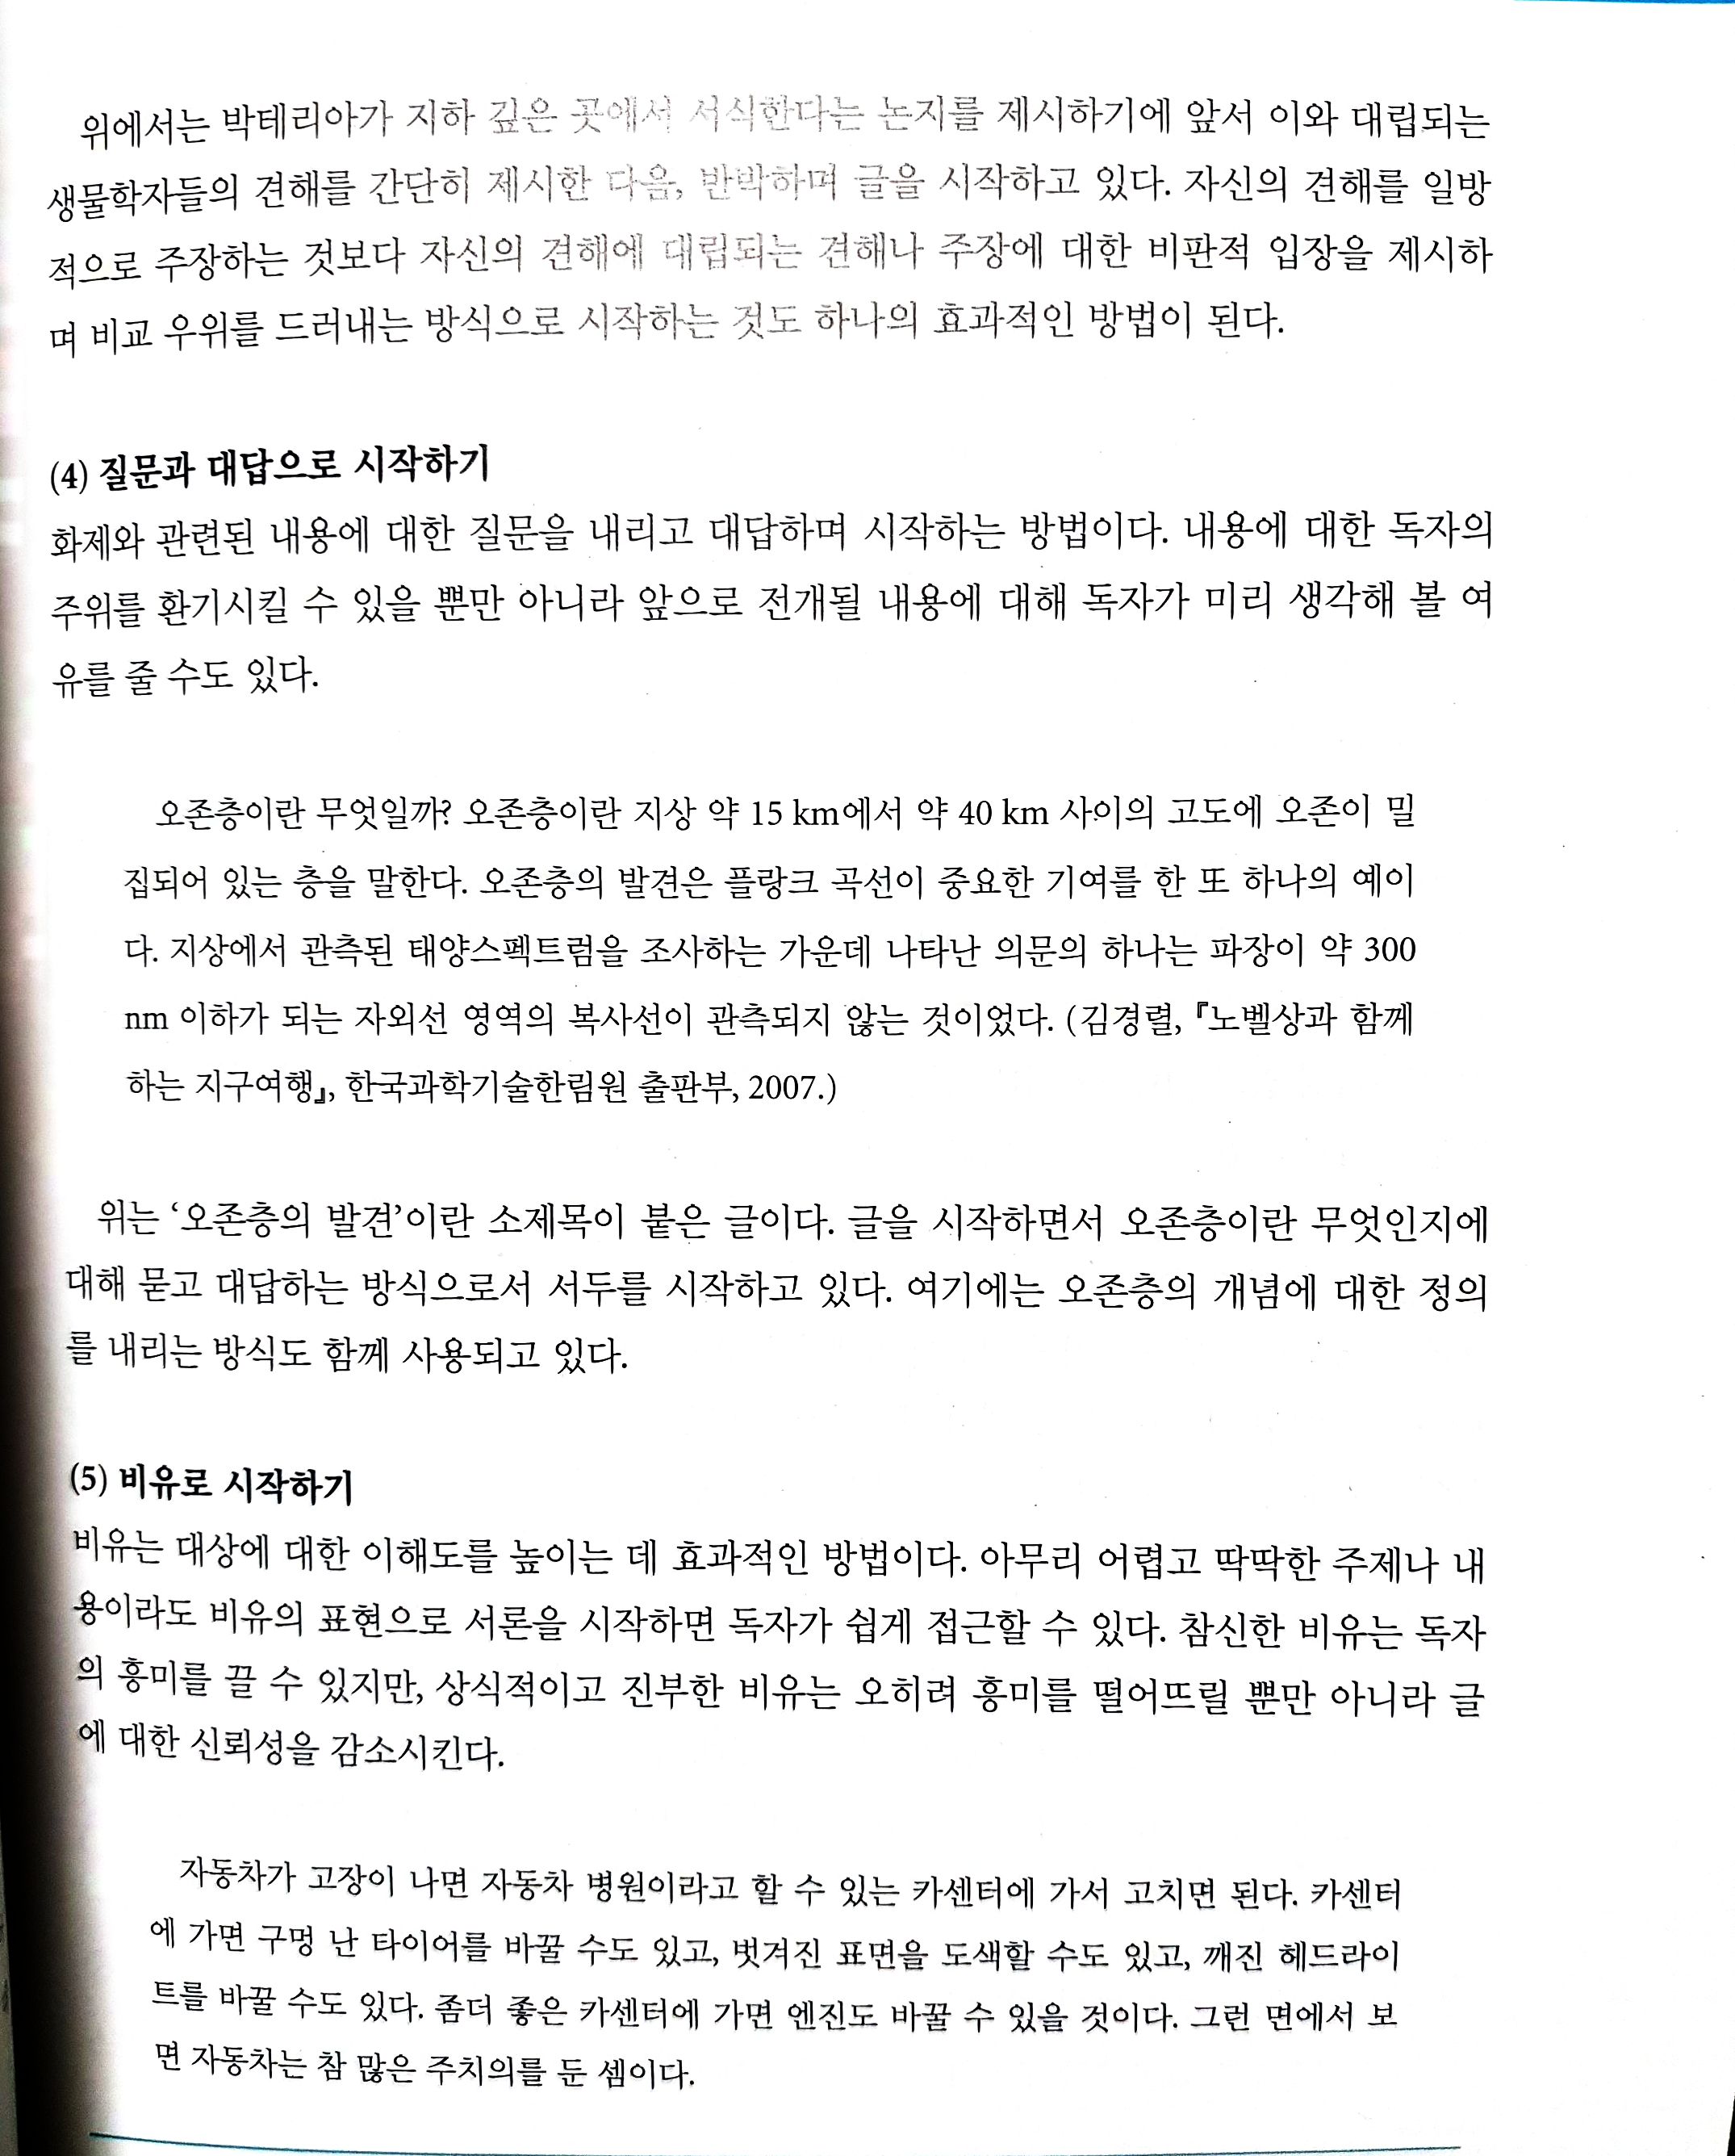 위에서는 박테리아가 지하 깊은 곳에서 서식한다는 논지를 제시하기에 앞서 이와 대립되는
생물학자들의 견해를 간단히 제시한 다음, 반박하며 글을 시작하고 있다. 자신의 견해를 일방
적으로 주장하는 것보다 자신의 견해에 대립되는 견해나 주장에 대한 비판적 입장을 제시하
며 비교 우위를 드러내는 방식으로 시작하는 것도 하나의 효과적인 방법이 된다.
(4) 질문과 대답으로 시작하기
화제와 관련된 내용에 대한 질문을 내리고 대답하며 시작하는 방법이다. 내용에 대한 독자의
주위를 환기시킬 수 있을 뿐만 아니라 앞으로 전개될 내용에 대해 독자가 미리 생각해 볼 여
유를 줄 수도 있다.
오존층이란 무엇일까? 오존층이란 지상 약 15 km에서 약 40 km 사이의 고도에 오존이 밀
집되어 있는 층을 말한다. 오존층의 발견은 플랑크 곡선이 중요한 기여를 한 또 하나의 예이
다. 지상에서 관측된 태양스펙트럼을 조사하는 가운데 나타난 의문의 하나는 파장이 약 300
nm 이하가 되는 자외선 영역의 복사선이 관측되지 않는 것이었다. (김경렬, 『노벨상과 함께
하는 지구여행』, 한국과학기술한림원 출판부, 2007.)
위는 ‘오존층의 발견’이란 소제목이 붙은 글이다. 글을 시작하면서 오존층이란 무엇인지에
대해 묻고 대답하는 방식으로서 서두를 시작하고 있다. 여기에는 오존층의 개념에 대한 정의
를 내리는 방식도 함께 사용되고 있다.
(5) 비유로 시작하기
비유는 대상에 대한 이해도를 높이는 데 효과적인 방법이다. 아무리 어렵고 딱딱한 주제나 내
용이라도 비유의 표현으로 서론을 시작하면 독자가 쉽게 접근할 수 있다. 참신한 비유는 독자
의 흥미를 끌 수 있지만, 상식적이고 진부한 비유는 오히려 흥미를 떨어뜨릴 뿐만 아니라 글
에 대한 신뢰성을 감소시킨다.
자동차가 고장이 나면 자동차 병원이라고 할 수 있는 카센터에 가서 고치면 된다. 카센터
에 가면 구멍 난 타이어를 바꿀 수도 있고, 벗겨진 표면을 도색할 수도 있고, 깨진 헤드라이
트를 바꿀 수도 있다. 좀더 좋은 카센터에 가면 엔진도 바꿀 수 있을 것이다. 그런 면에서 보
면 자동차는 참 많은 주치의를 둔 셈이다.